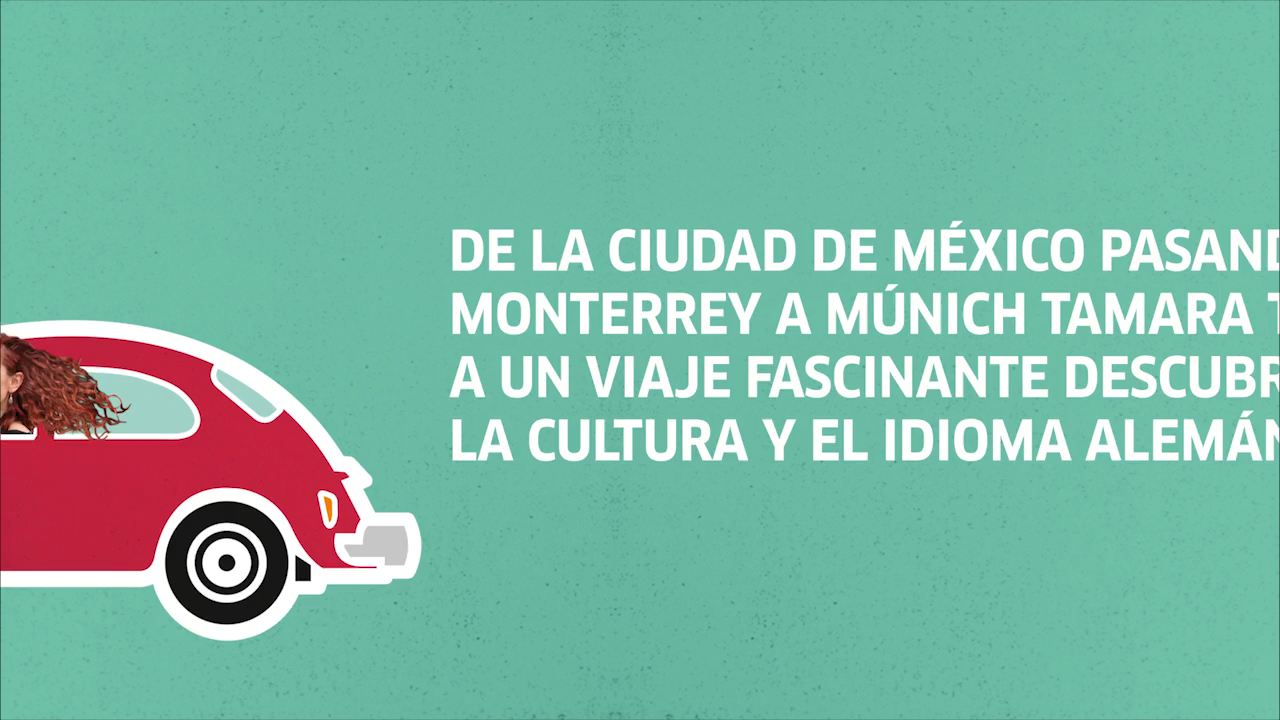 DE LA CIUDAD DE MÉXICO
MONTERREY A MÚNICH TAMARA
A UN VIAJE FASCINANTE
LA CULTURA Y EL IDIOMA ALEMÁN